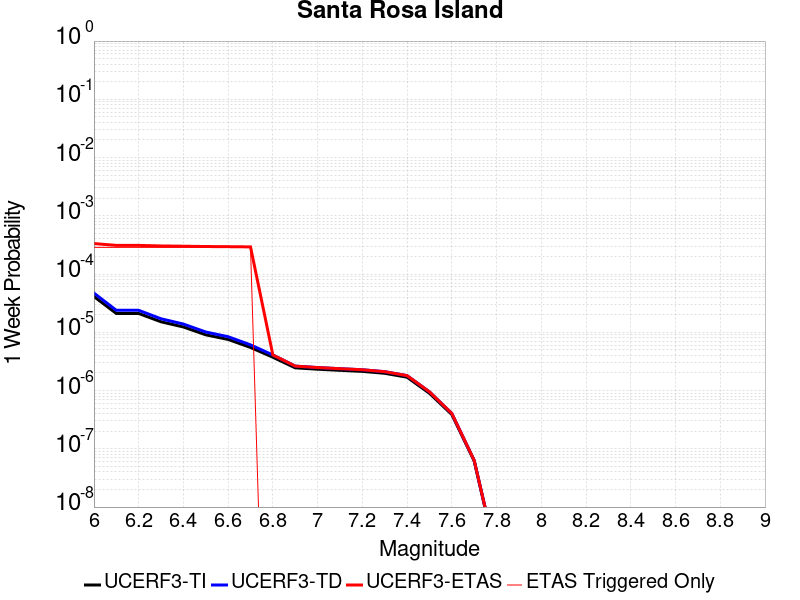 Santa Rosa Island
10^0
10^-1
10^-2
10^-3
10^-4
10^-5
10^-6
10^-7
10^-8
1 Week Probability
6 6.2 6.4 6.6 6.8 7 7.2 7.4 7.6 7.8 8 8.2 8.4 8.6 8.8 9
Magnitude
UCERF3-TI UCERF3-TD UCERF3-ETAS ETAS Triggered Only